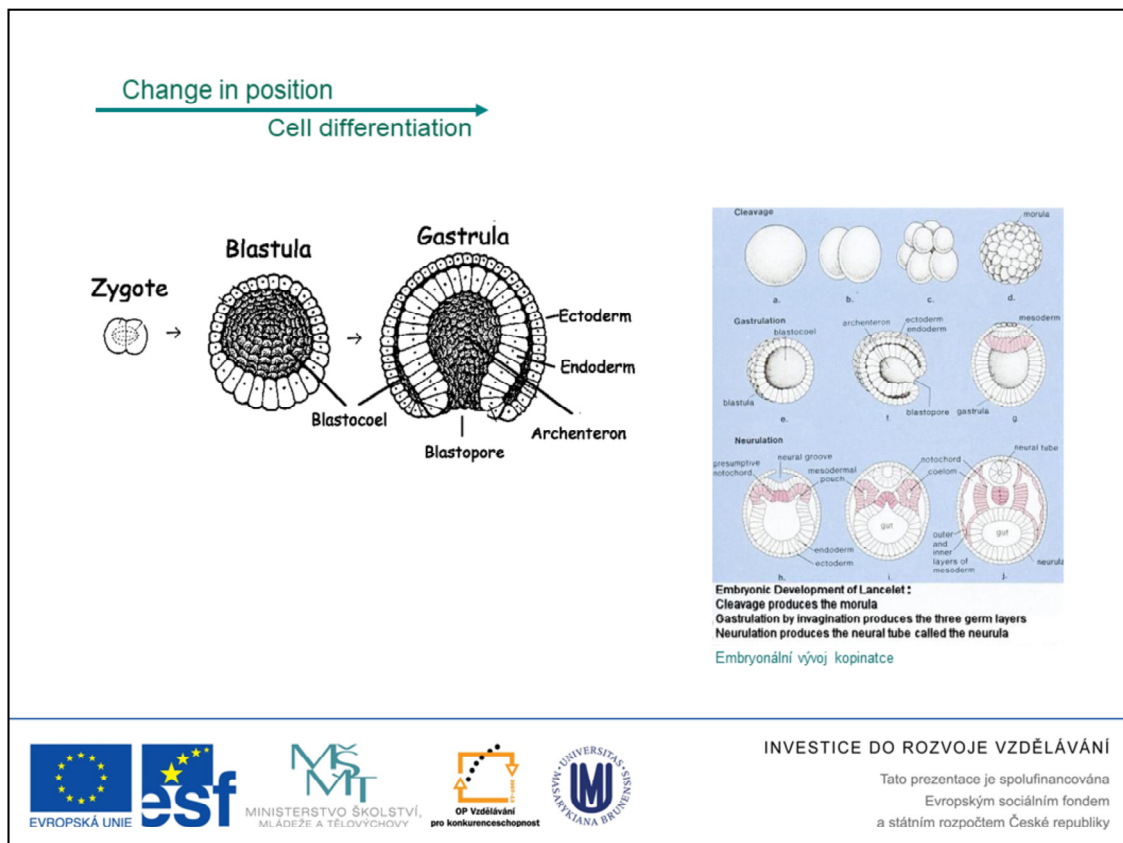 Change in position
Cell differentiation
Zygote
Blastula
Gastrula
Ectoderm
Endoderm
Blastocoel
Archenteron
Blastopore
Cleavage
morula
a.
b.
c.
d.
Gastrulation
blastocoel
archenteron
ectoderm
endoderm
mesoderm
blastula
blastopore
gastrula
e.
f.
g.
Neurulation
presumptive
notochord
neural groove
mesodermal
pouch
notochord
coelom
neural tube
gut
gut
endoderm
ectoderm
outer
and
inner
layers of
mesoderm
neurula
h.
i.
j.
Embryonic Development of Lancelet :
Cleavage produces the morula
Gastrulation by invagination produces the three germ layers
Neurulation produces the neural tube called the neurula
Embryonální vývoj kopinatce
EVROPSKÁ UNIE
esf
MŠ
MT
MINISTERSTVO ŠKOLSTVÍ,
MLÁDEŽE A TĚLOVÝCHOVY
OP Vzdělávání
pro konkurenceschopnost
UNIVERSITAS
MASARYKIANA BRUNENSIS
INVESTICE DO ROZVOJE VZDĚLÁVÁNÍ
Tato prezentace je spolufinancována
Evropským sociálním fondem
a státním rozpočtem České republiky